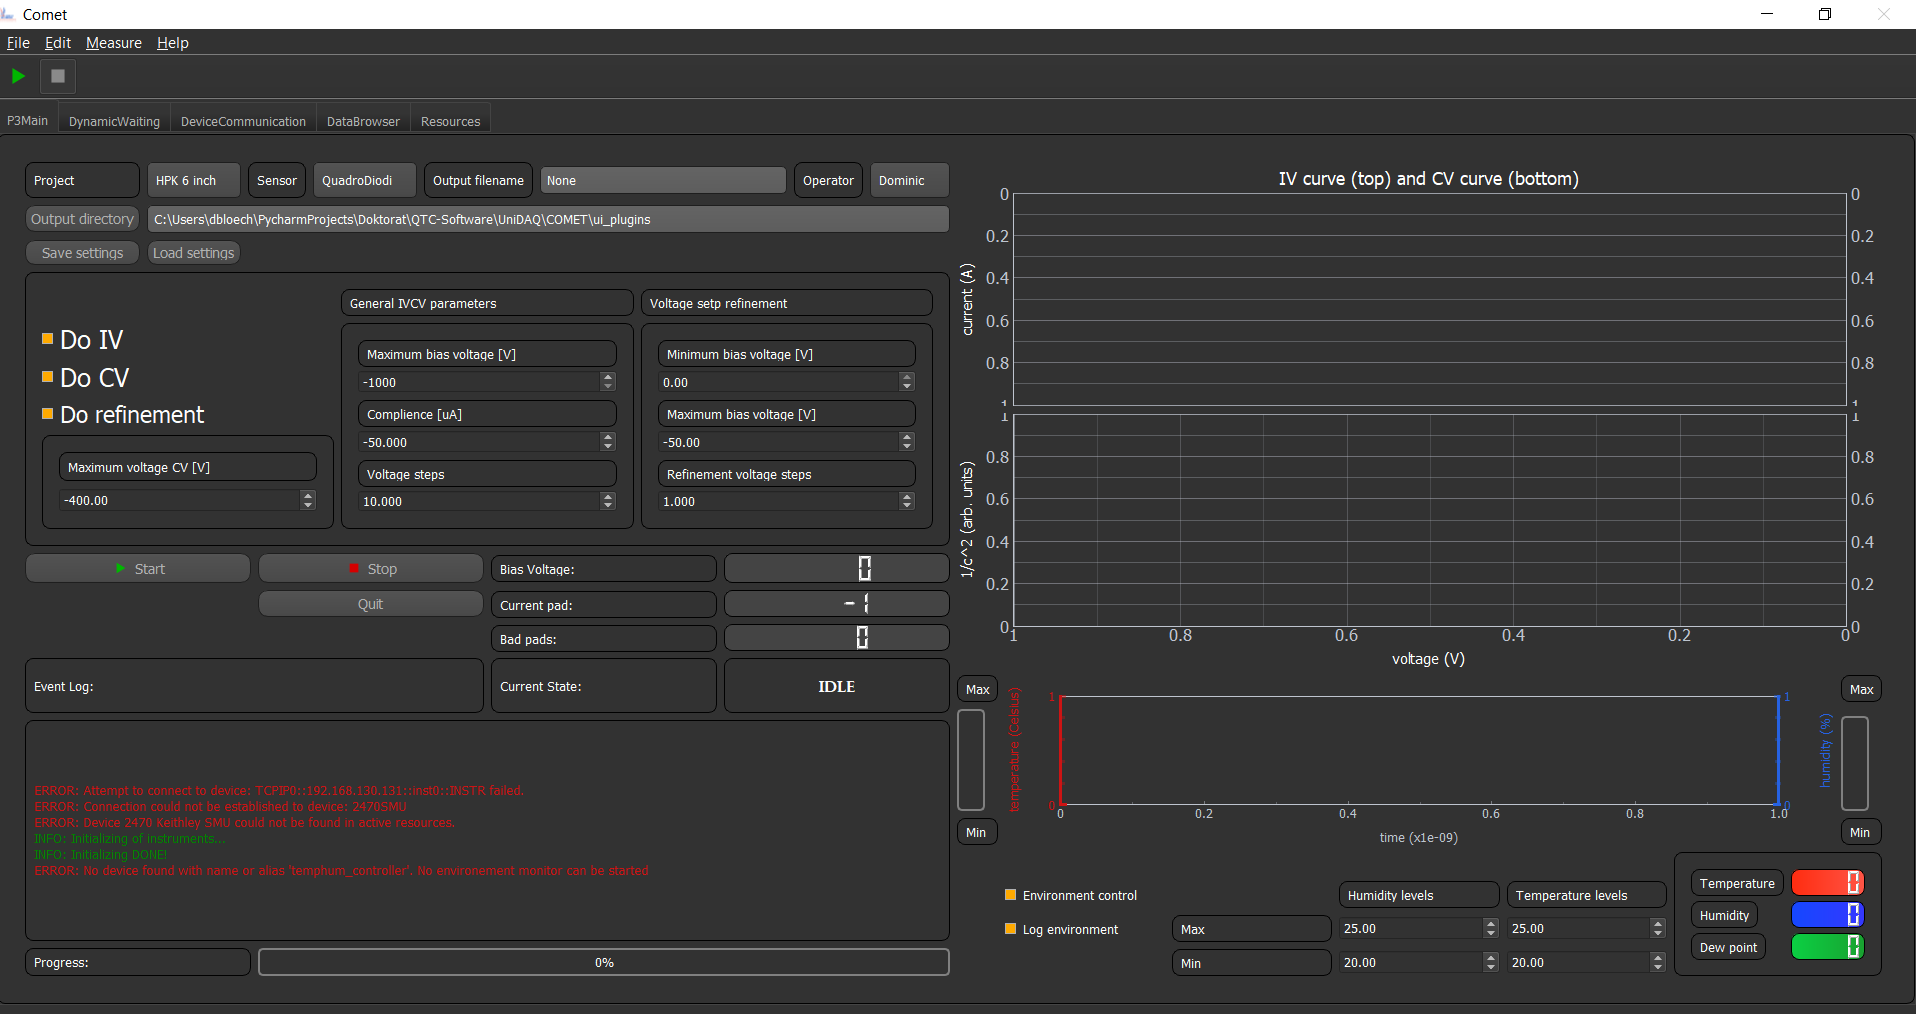 Comet
File Edit Measure Help
P3Main DynamicWaiting DeviceCommunication DataBrowser Resources
Project HPK 6 inch Sensor QuadroDiodi Output filename None Operator Dominic
Output directory C:\Users\dbloech\PycharmProjects\Doktorat\QTC-Software\UniDAQ\COMET\ui_plugins
Save settings Load settings
Do IV
Do CV
Do refinement
Maximum voltage CV [V]
-400.00
General IVCV parameters
Maximum bias voltage [V]
-1000
Complience [uA]
-50.000
Voltage steps
10.000
Voltage setp refinement
Minimum bias voltage [V]
0.00
Maximum bias voltage [V]
-50.00
Refinement voltage steps
1.000
Start Stop
Quit
Bias Voltage: 0
Current pad: -1
Bad pads: 0
Event Log: Current State: IDLE
ERROR: Attempt to connect to device: TCPIP0::192.168.130.131::inst0::INSTR failed.
ERROR: Connection could not be established to device: 2470SMU
ERROR: Device 2470 Keithley SMU could not be found in active resources.
INFO: Initializing of instruments...
INFO: Initializing DONE!
ERROR: No device found with name or alias 'temphum_controller'. No environement monitor can be started
Progress: 0%
IV curve (top) and CV curve (bottom)
0 0
0.2 0.2
0.4 0.4
0.6 0.6
0.8 0.8
1 1
current (A)
1 1
0.8 0.8
0.6 0.6
0.4 0.4
0.2 0.2
0 0
1/c^2 (arb. units)
1 0.8 0.6 0.4 0.2 0
voltage (V)
Max Max
temperature (Celsius)
1 1
0 0
humidity (%)
Min Min
0 0.2 0.4 0.6 0.8 1.0
time (x1e-09)
Environment control
Log environment
Humidity levels Temperature levels
Max 25.00 25.00
Min 20.00 20.00
Temperature 0
Humidity 0
Dew point 0